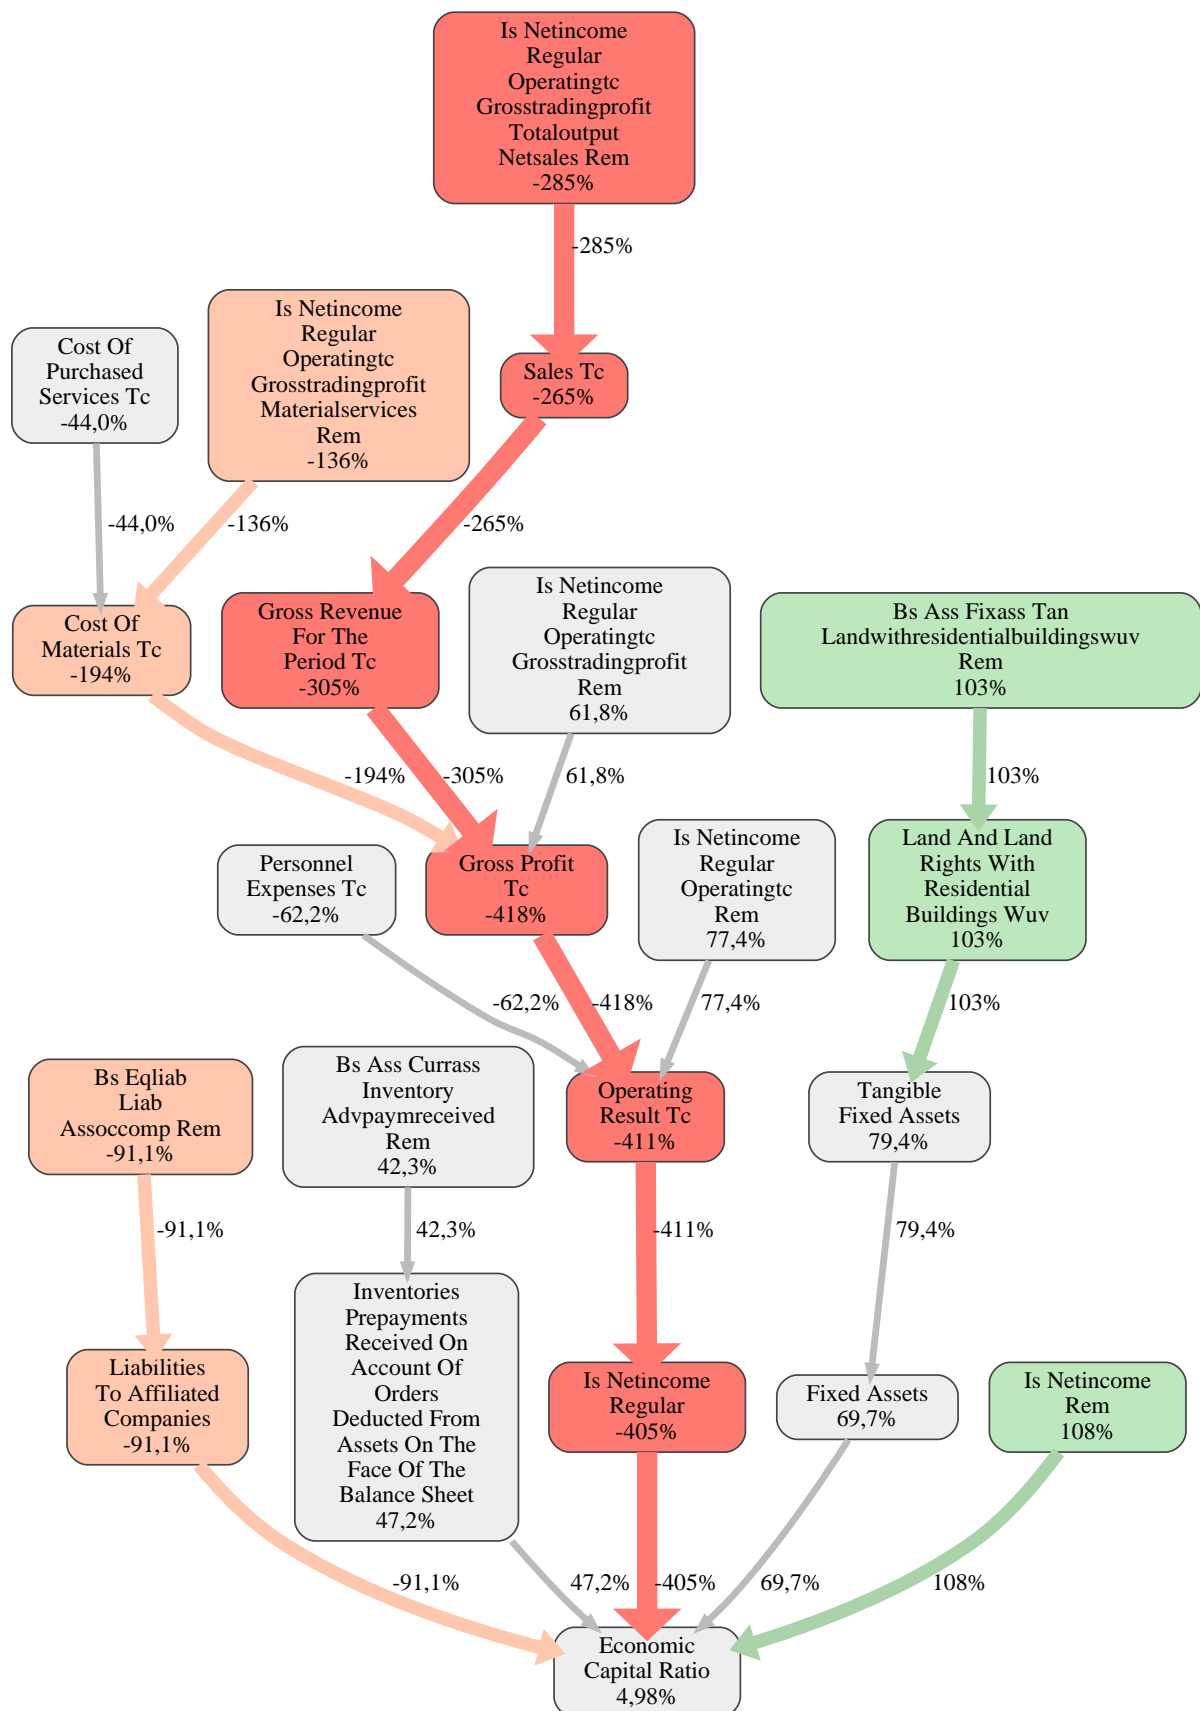 Is Netincome
Regular
Operatingtc
Grosstradingprofit
Totaloutput
Netsales Rem
-285%
-285%
Cost Of
Purchased
Services Tc
-44,0%
Is Netincome
Regular
Operatingtc
Grosstradingprofit
Materialservices
Rem
-136%
Sales Tc
-265%
-44,0%
-136%
-265%
Cost Of
Materials Tc
-194%
Gross Revenue
For The
Period Tc
-305%
Is Netincome
Regular
Operatingtc
Grosstradingprofit
Rem
61,8%
Bs Ass Fixass Tan
Landwithresidentialbuildingswuv
Rem
103%
-194%
-305%
61,8%
103%
Personnel
Expenses Tc
-62,2%
Gross Profit
Tc
-418%
Is Netincome
Regular
Operatingtc
Rem
77,4%
Land And Land
Rights With
Residential
Buildings Wuv
103%
-62,2%
-418%
77,4%
103%
Bs Eqliab
Liab
Assoccomp Rem
-91,1%
Bs Ass Currass
Inventory
Advpaymreceived
Rem
42,3%
Operating
Result Tc
-411%
Tangible
Fixed Assets
79,4%
-91,1%
42,3%
-411%
79,4%
Liabilities
To Affiliated
Companies
-91,1%
Inventories
Prepayments
Received On
Account Of
Orders
Deducted From
Assets On The
Face Of The
Balance Sheet
47,2%
Is Netincome
Regular
-405%
Fixed Assets
69,7%
Is Netincome
Rem
108%
-91,1%
47,2%
-405%
69,7%
108%
Economic
Capital Ratio
4,98%